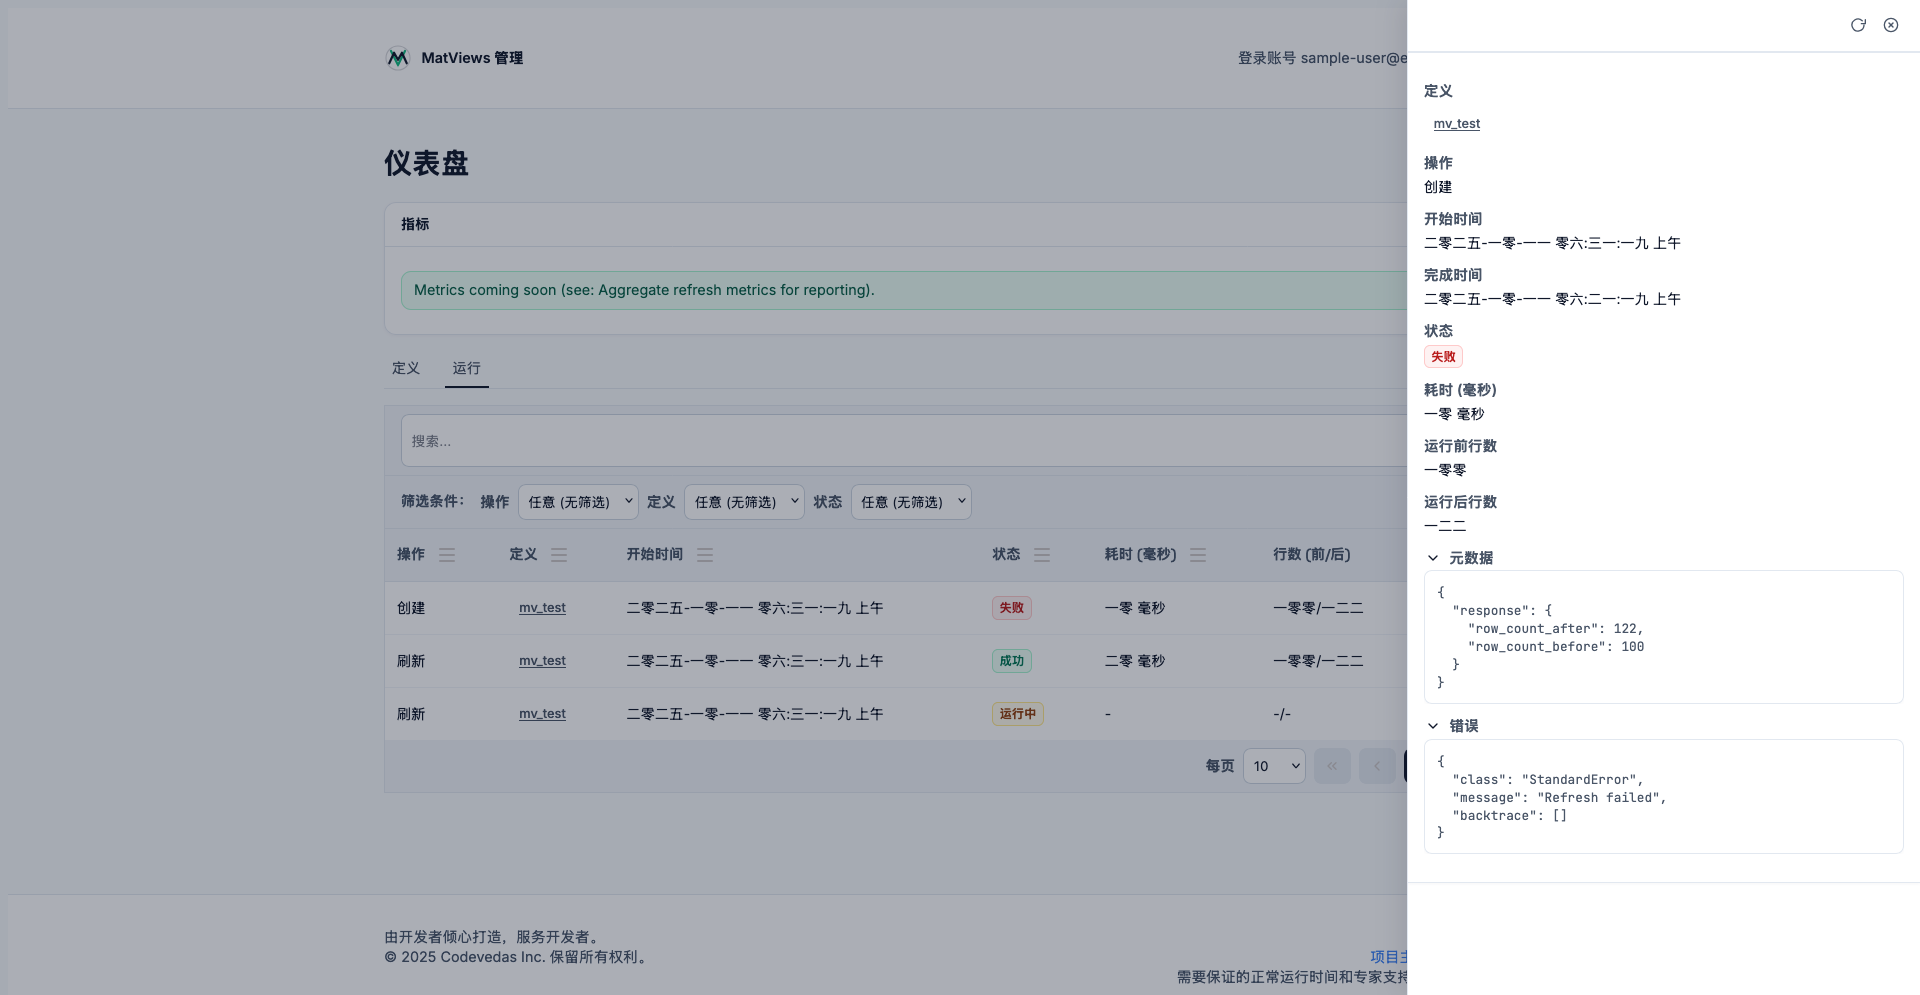 MatViews 管理
登录账号 sample-user@e
仪表盘
指标
Metrics coming soon (see: Aggregate refresh metrics for reporting).
定义 运行
搜索...
筛选条件： 操作 任意 (无筛选) 定义 任意 (无筛选) 状态 任意 (无筛选)
操作 定义 开始时间 状态 耗时 (毫秒) 行数 (前/后)
创建 mv_test 二零二五-一零-一一 零六:三一:一九 上午 失败 一零 毫秒 一零零/一二二
刷新 mv_test 二零二五-一零-一一 零六:三一:一九 上午 成功 二零 毫秒 一零零/一二二
刷新 mv_test 二零二五-一零-一一 零六:三一:一九 上午 运行中 - -/-
每页 10 « ‹
由开发者倾心打造，服务开发者。
© 2025 Codevedas Inc. 保留所有权利。
项目主
需要保证的正常运行时间和专家支持
定义
mv_test
操作
创建
开始时间
二零二五-一零-一一 零六:三一:一九 上午
完成时间
二零二五-一零-一一 零六:二一:一九 上午
状态
失败
耗时 (毫秒)
一零 毫秒
运行前行数
一零零
运行后行数
一二二
元数据
{
"response": {
"row_count_after": 122,
"row_count_before": 100
}
}
错误
{
"class": "StandardError",
"message": "Refresh failed",
"backtrace": []
}